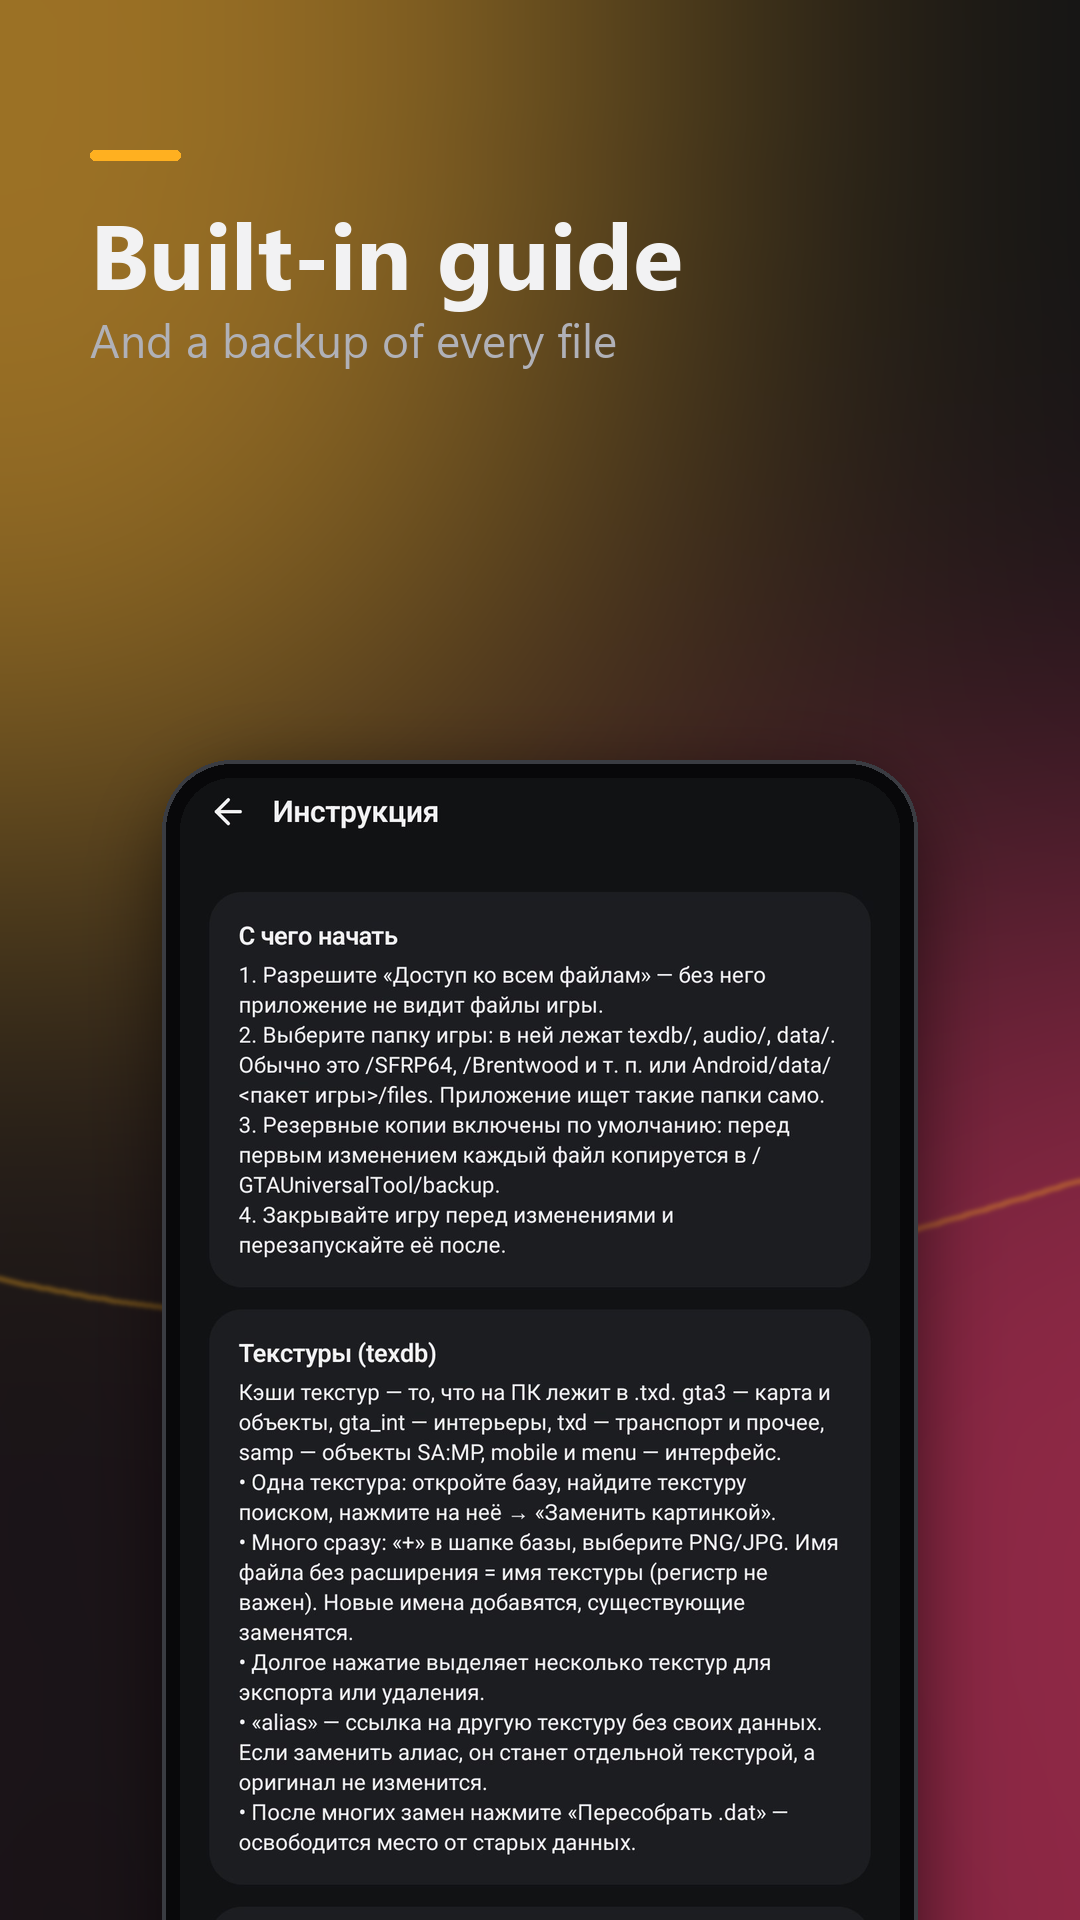 Built-in guide
And a backup of every file
Инструкция
С чего начать
1. Разрешите «Доступ ко всем файлам» — без него
приложение не видит файлы игры.
2. Выберите папку игры: в ней лежат texdb/, audio/, data/.
Обычно это /SFRP64, /Brentwood и т. п. или Android/data/
<пакет игры>/files. Приложение ищет такие папки само.
3. Резервные копии включены по умолчанию: перед
первым изменением каждый файл копируется в /
GTAUniversalTool/backup.
4. Закрывайте игру перед изменениями и
перезапускайте её после.
Текстуры (texdb)
Кэши текстур — то, что на ПК лежит в .txd. gta3 — карта и
объекты, gta_int — интерьеры, txd — транспорт и прочее,
samp — объекты SA:MP, mobile и menu — интерфейс.
• Одна текстура: откройте базу, найдите текстуру
поиском, нажмите на неё → «Заменить картинкой».
• Много сразу: «+» в шапке базы, выберите PNG/JPG. Имя
файла без расширения = имя текстуры (регистр не
важен). Новые имена добавятся, существующие
заменятся.
• Долгое нажатие выделяет несколько текстур для
экспорта или удаления.
• «alias» — ссылка на другую текстуру без своих данных.
Если заменить алиас, он станет отдельной текстурой, а
оригинал не изменится.
• После многих замен нажмите «Пересобрать .dat» —
освободится место от старых данных.